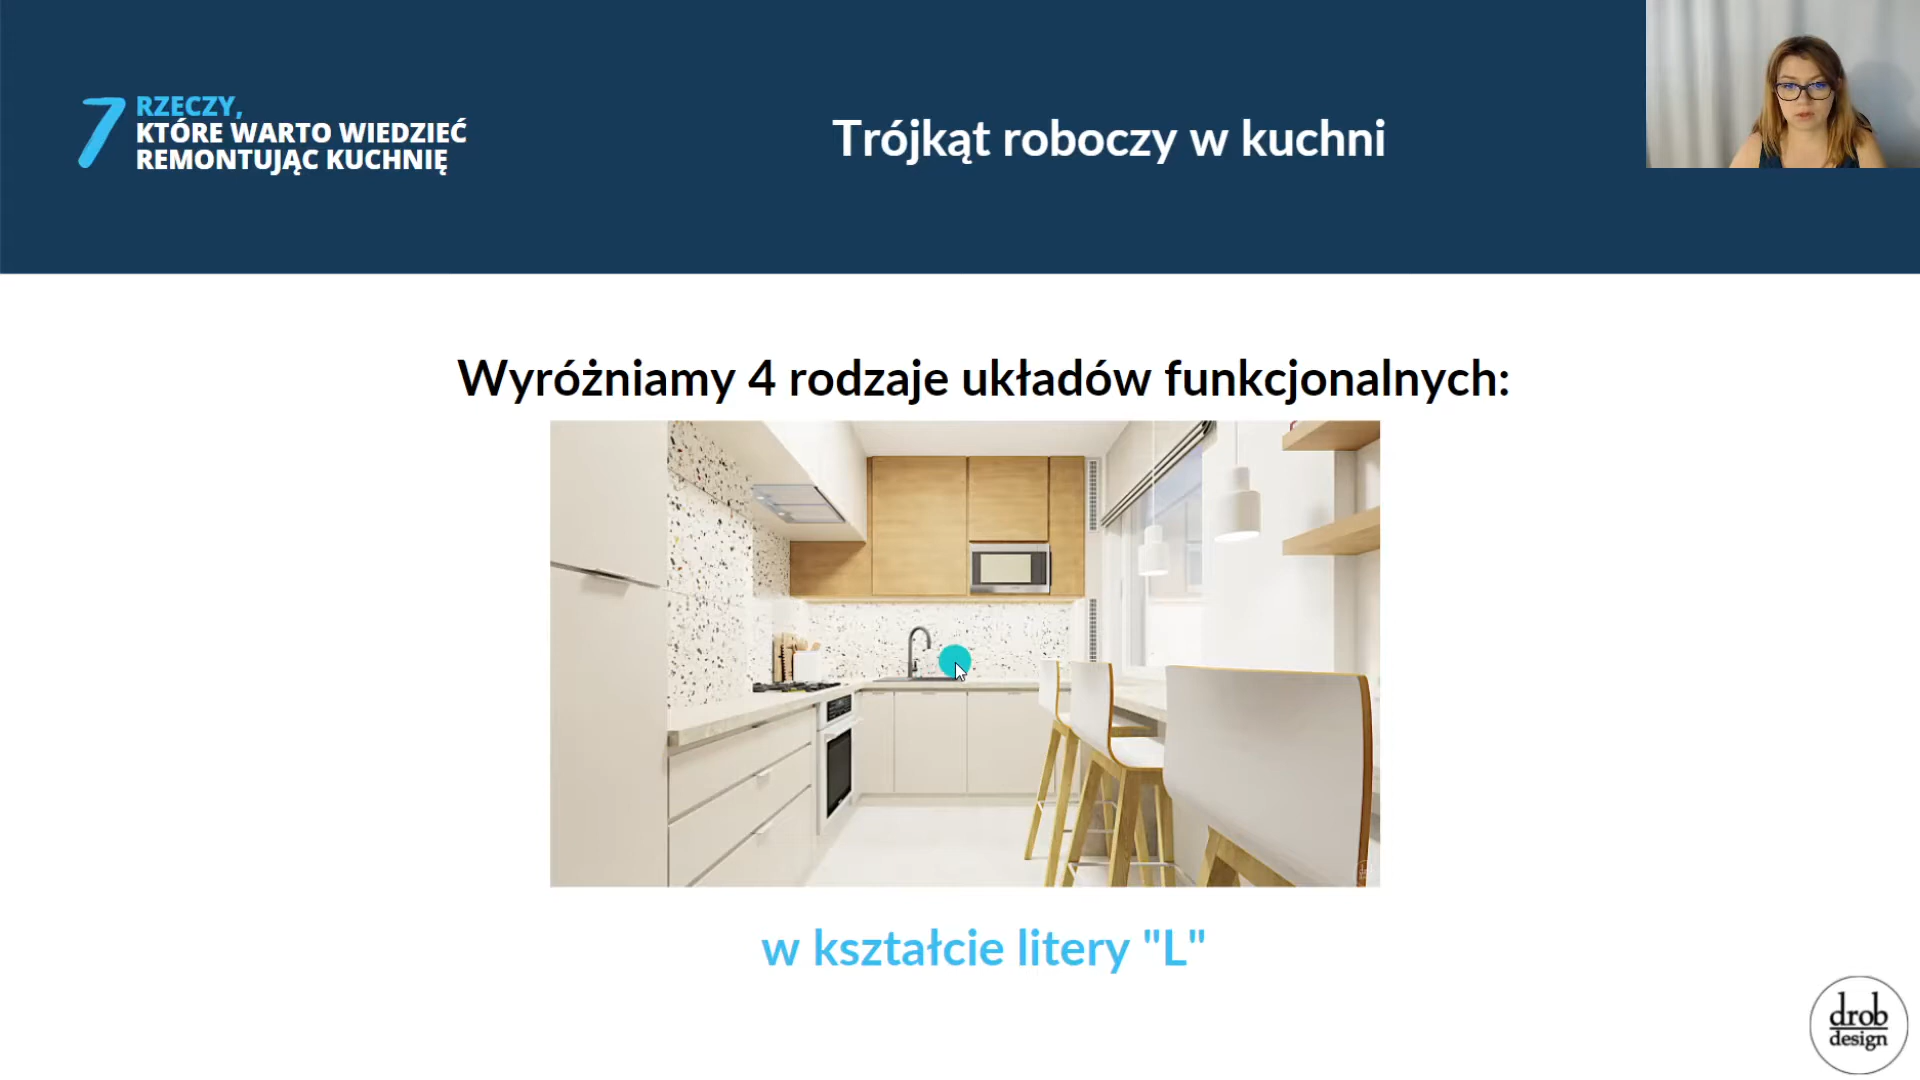 7 RZECZY,
KTÓRE WARTO WIEDZIEĆ
REMONTUJĄC KUCHNIĘ
Trójkąt roboczy w kuchni
Wyróżniamy 4 rodzaje układów funkcjonalnych:
w kształcie litery "L"
drob
design